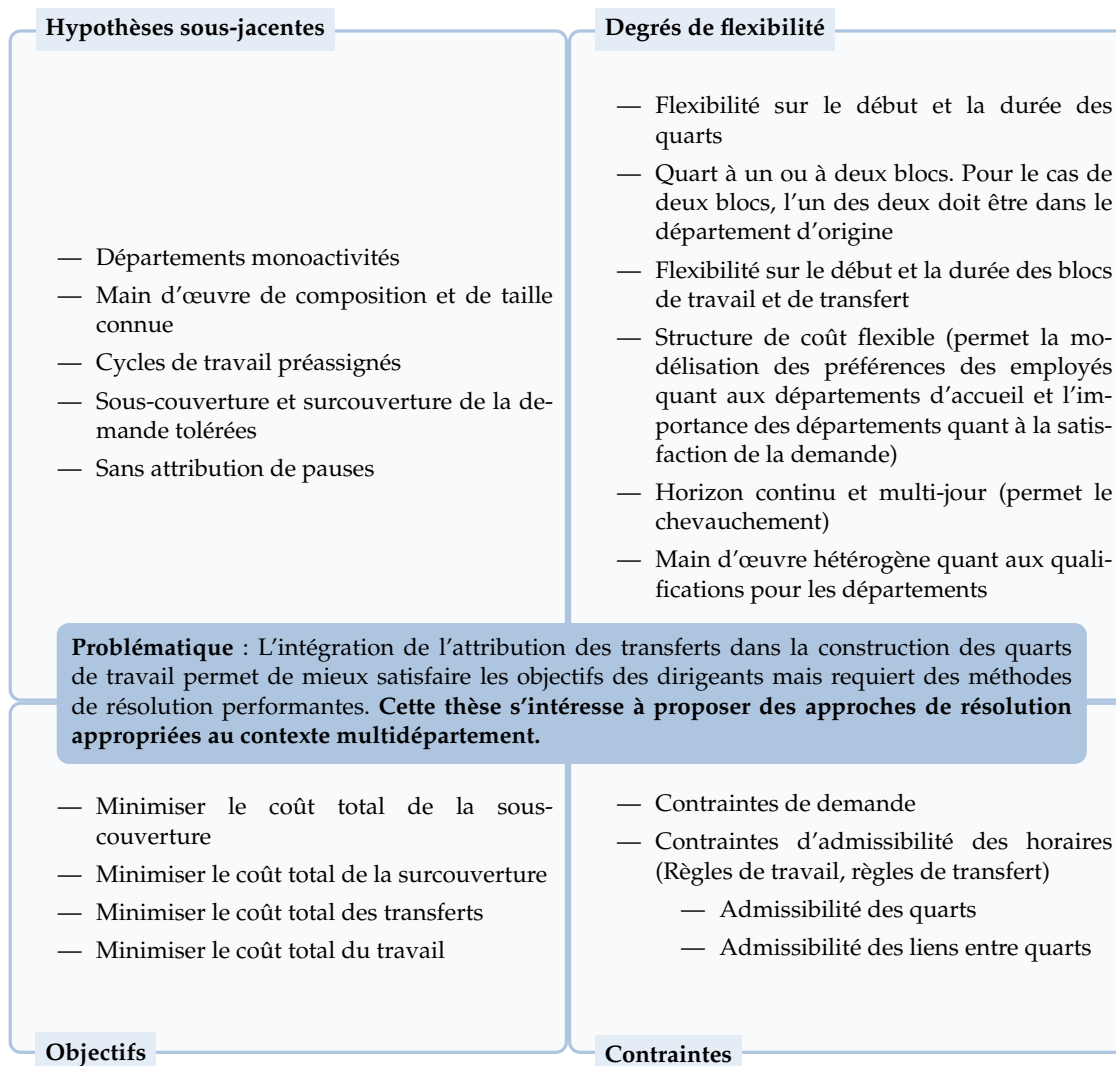 Hypothèses sous-jacentes
— Départements monoactivités
— Main d'œuvre de composition et de taille
connue
— Cycles de travail préassignés
— Sous-couverture et surcouverture de la de-
mande tolérées
— Sans attribution de pauses
Degrés de flexibilité
— Flexibilité sur le début et la durée des
quarts
— Quart à un ou à deux blocs. Pour le cas de
deux blocs, l'un des deux doit être dans le
département d'origine
— Flexibilité sur le début et la durée des blocs
de travail et de transfert
— Structure de coût flexible (permet la mo-
délisation des préférences des employés
quant aux départements d'accueil et l'im-
portance des départements quant à la satis-
faction de la demande)
— Horizon continu et multi-jour (permet le
chevauchement)
— Main d'œuvre hétérogène quant aux quali-
fications pour les départements
Problématique : L'intégration de l'attribution des transferts dans la construction des quarts
de travail permet de mieux satisfaire les objectifs des dirigeants mais requiert des méthodes
de résolution performantes. Cette thèse s'intéresse à proposer des approches de résolution
appropriées au contexte multidépartement.
— Minimiser le coût total de la sous-
couverture
— Minimiser le coût total de la surcouverture
— Minimiser le coût total des transferts
— Minimiser le coût total du travail
Objectifs
— Contraintes de demande
— Contraintes d'admissibilité des horaires
(Règles de travail, règles de transfert)
— Admissibilité des quarts
— Admissibilité des liens entre quarts
Contraintes